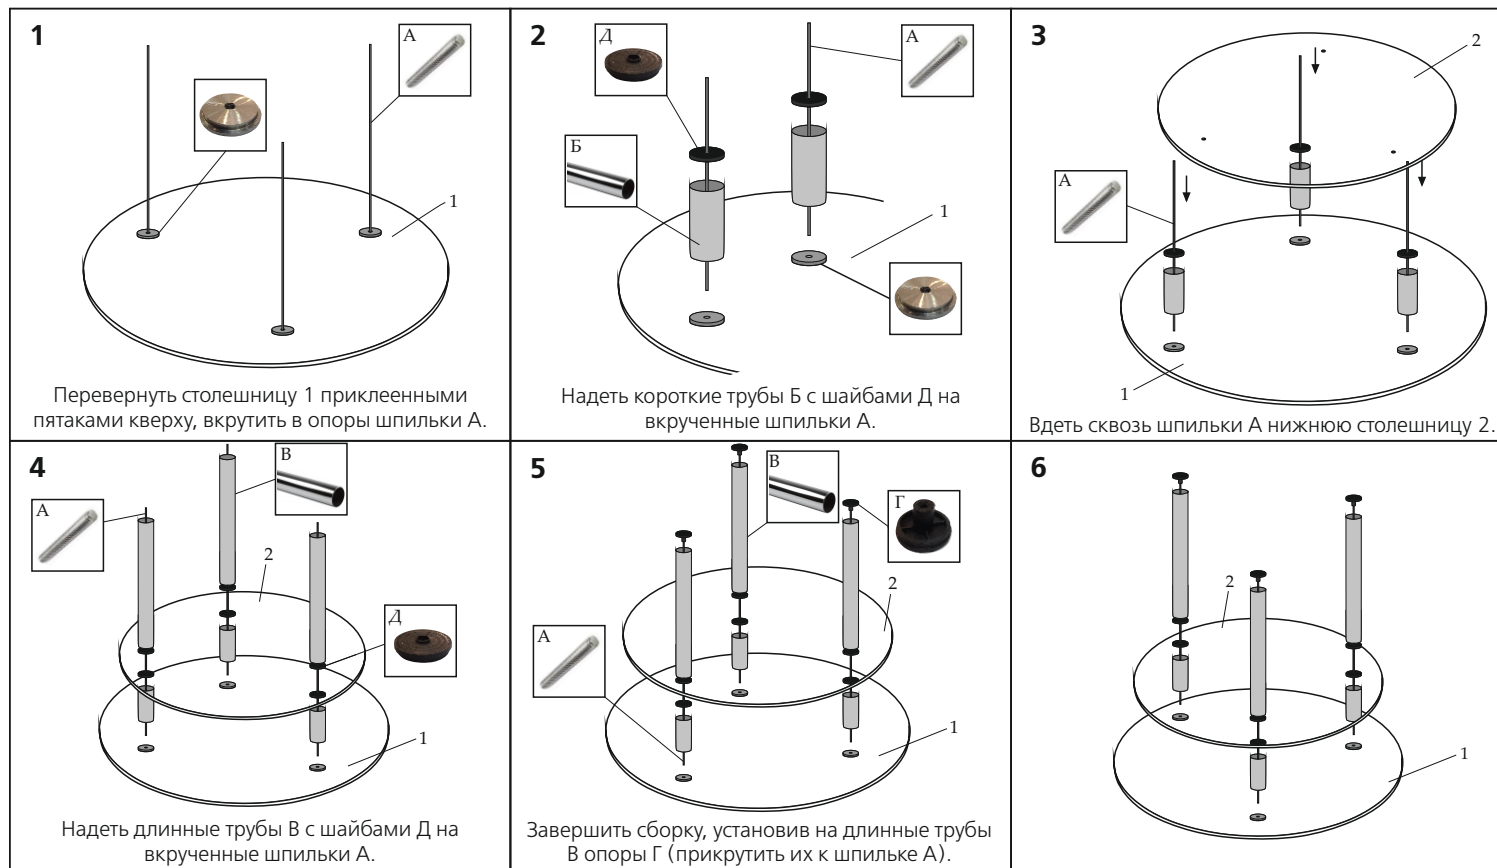 1
А
1
Перевернуть столешницу 1 приклеенными
пятаками кверху, вкрутить в опоры шпильки А.
2
Д
А
Б
1
Надеть короткие трубы Б с шайбами Д на
вкрученные шпильки А.
3
2
А
1
Вдеть сквозь шпильки А нижнюю столешницу 2.
4
В
А
2
Д
1
Надеть длинные трубы В с шайбами Д на
вкрученные шпильки А.
5
В
Г
2
А
1
Завершить сборку, установив на длинные трубы
В опоры Г (прикрутить их к шпильке А).
6
2
1